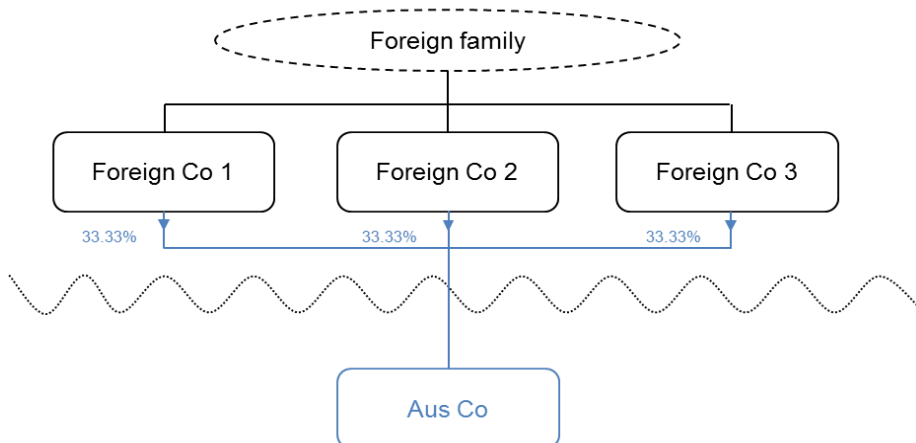 Foreign family
Foreign Co 1
Foreign Co 2
Foreign Co 3
33.33%
33.33%
33.33%
Aus Co